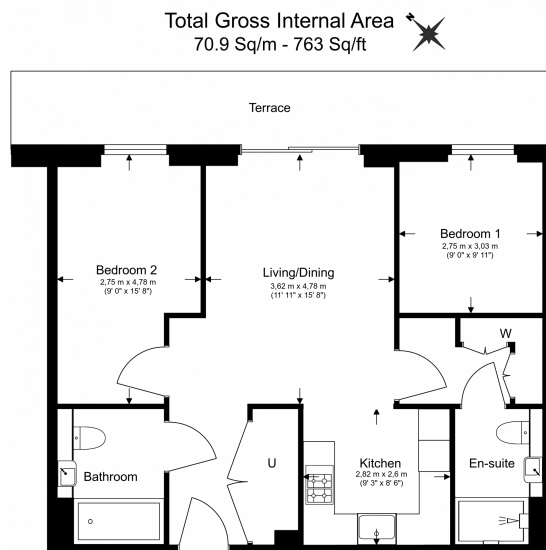 Total Gross Internal Area
70.9 Sq/m - 763 Sq/ft
N
Terrace
Bedroom 1
2,75 m x 3,03 m
(9' 0" x 9' 11")
Bedroom 2
2,75 m x 4,78 m
(9' 0" x 15' 8")
Living/Dining
3,62 m x 4,78 m
(11' 11" x 15' 8")
W
Bathroom
U
Kitchen
2,82 m x 2,6 m
(9' 3" x 8' 6")
En-suite